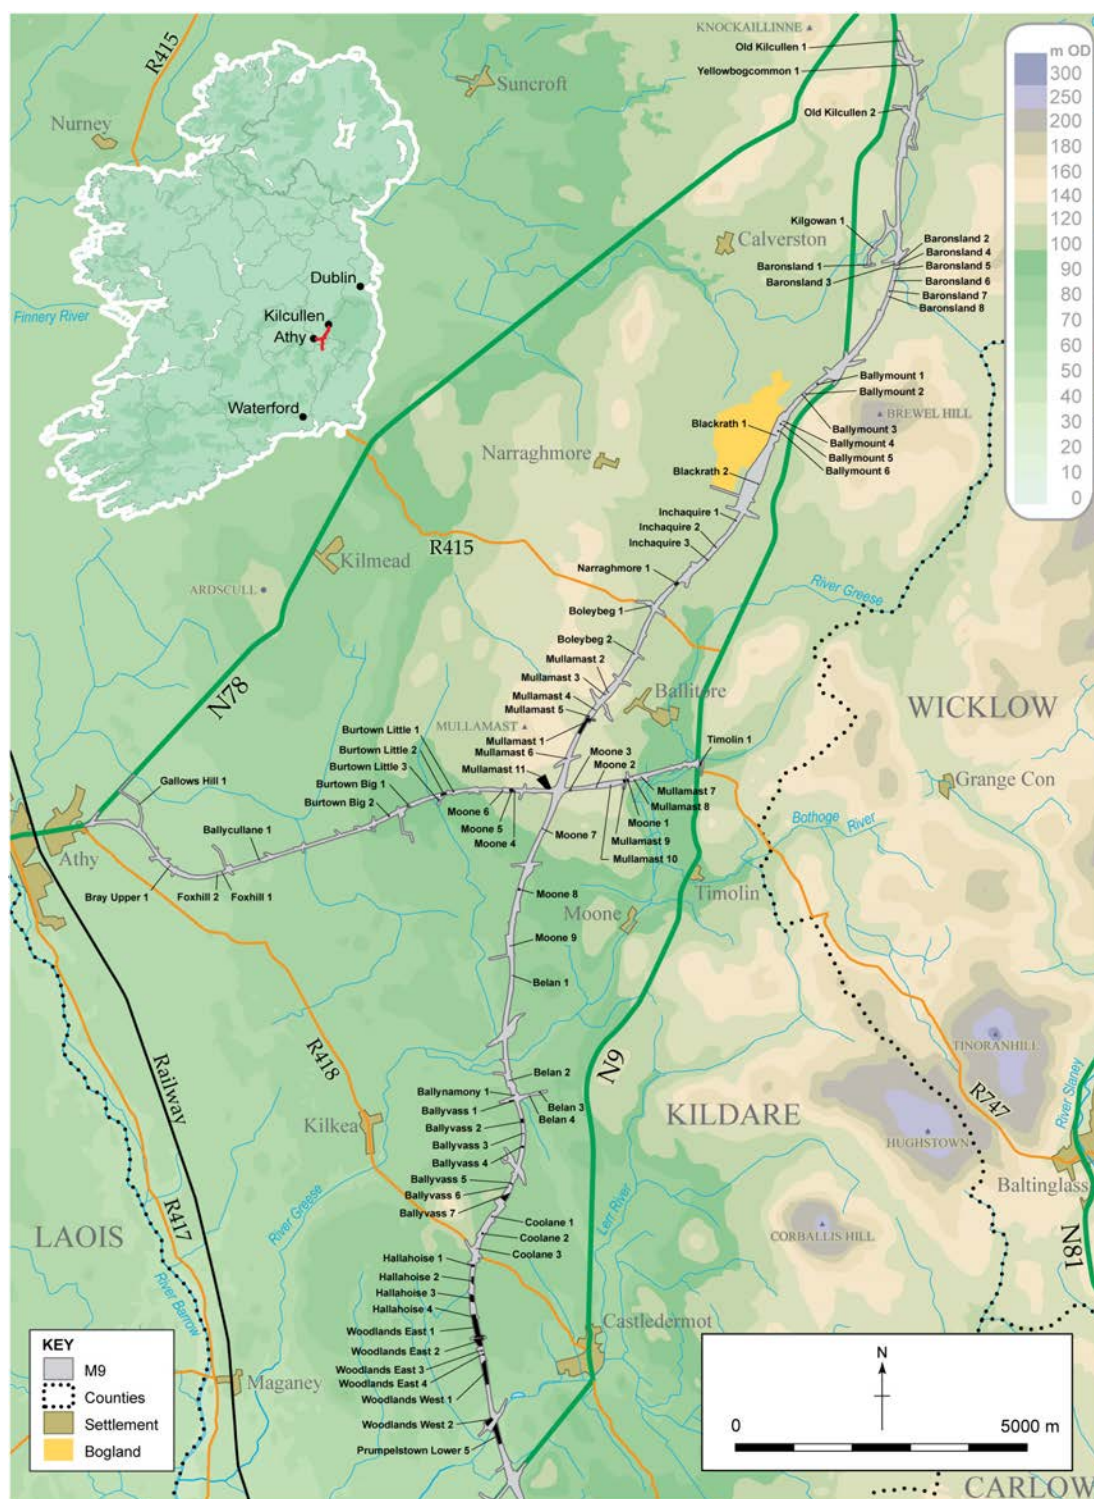 KNOCKAILLINNE
Old Kilcullen 1
m OD
R415
Suncroft
Yellowbogcommon 1
300
250
Nurney
Old Kilcullen 2
200
160
140
120
Kilgowan 1
Calverston
Baronsland 2
100
Baronsland 4
90
Dublin
Baronsland 1
Baronsland 5
Baronsland 3
Baronsland 6
80
Baronsland 7
70
Finnery River
Kilcullen
Baronsland 8
60
Athy
50
40
Ballymount 1
30
Ballymount 2
Waterford
BREWEL HILL
20
Blackrath 1
Ballymount 3
Ballymount 4
10
Narraghmore
Ballymount 5
Blackrath 2
Ballymount 6
0
Inchaquire 1
R415
Inchaquire 2
Kilmead
Inchaquire 3
Narraghmore 1
ARDSCULL
River Greese
Boleybeg 1
Boleybeg 2
Mullamast 2
N78
Mullamast 3
Ballitore
Mullamast 4
WICKLOW
Mullamast 5
MULLAMAST
Burtown Little 1
Mullamast 1
Timolin 1
Burtown Little 2
Mullamast 6
Moone 3
Burtown Little 3
Mullamast 11
Moone 2
Gallows Hill 1
Grange Con
Burtown Big 1
Mullamast 7
Burtown Big 2
Moone 6
Mullamast 8
Moone 5
Moone 1
Bothoge River
Ballycullane 1
Moone 4
Moone 7
Mullamast 9
Athy
Mullamast 10
Bray Upper 1
Foxhill 2
Foxhill 1
Moone 8
Timolin
Moone
Moone 9
Belan 1
TINORANHILL
R418
N9
Belan 2
Railway
Ballynamony 1
Belan 3
R747
River Slaney
Ballyvass 1
Belan 4
KILDARE
Kilkea
Ballyvass 2
HUGHSTOWN
Ballyvass 3
Ballyvass 4
Ballyvass 5
Baltinglass
Ballyvass 6
R417
River Greese
Ballyvass 7
Lerr River
LAOIS
Coolane 1
CORBALLIS HILL
Coolane 2
N81
Coolane 3
Hallahoise 1
River Barrow
Hallahoise 2
Hallahoise 3
Hallahoise 4
Castledermot
Woodlands East 1
KEY
Woodlands East 2
N
M9
Woodlands East 3
Maganey
Woodlands East 4
Counties
Woodlands West 1
Settlement
Woodlands West 2
0
5000 m
Bogland
Prumpelstown Lower 5
CARLOW